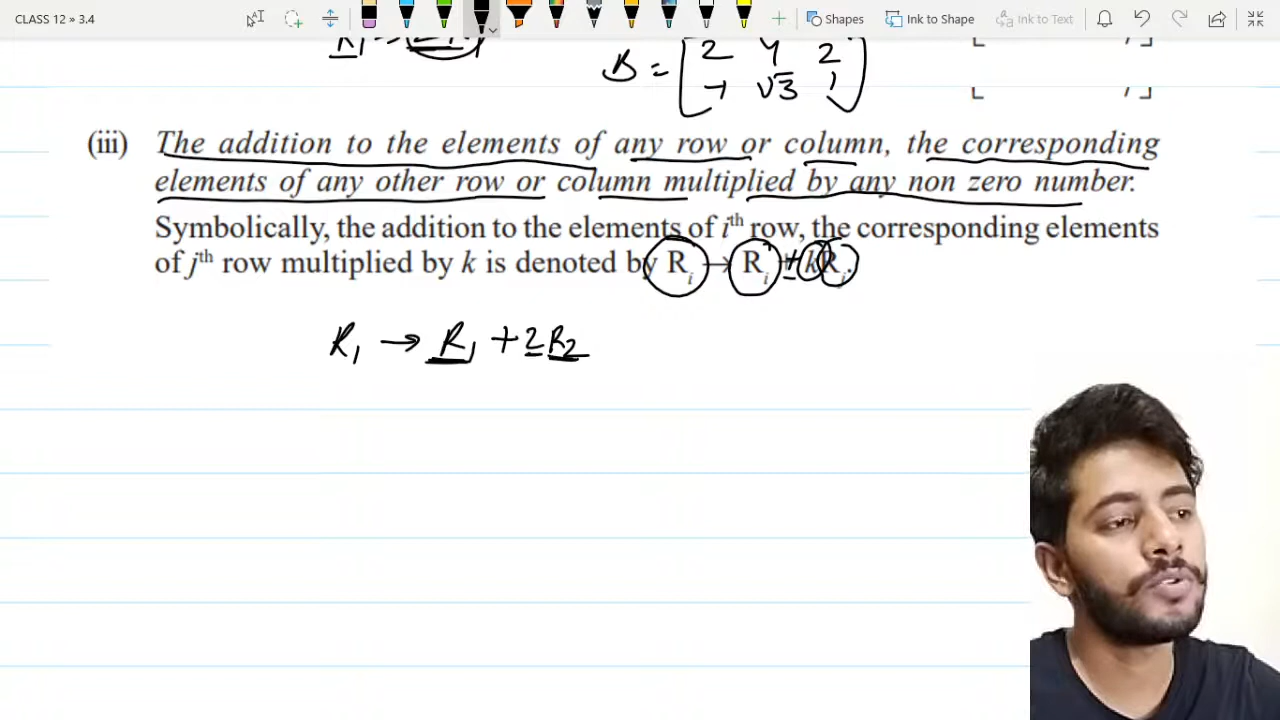 CLASS 12 » 3.4
Shapes
Ink to Shape
Ink to Text
B = [2 4 2
-1 √3 1]
(iii) The addition to the elements of any row or column, the corresponding
elements of any other row or column multiplied by any non zero number.
Symbolically, the addition to the elements of iᵗʰ row, the corresponding elements
of jᵗʰ row multiplied by k is denoted by Rᵢ → Rᵢ + kRⱼ.
R₁ → R₁ + 2R₂